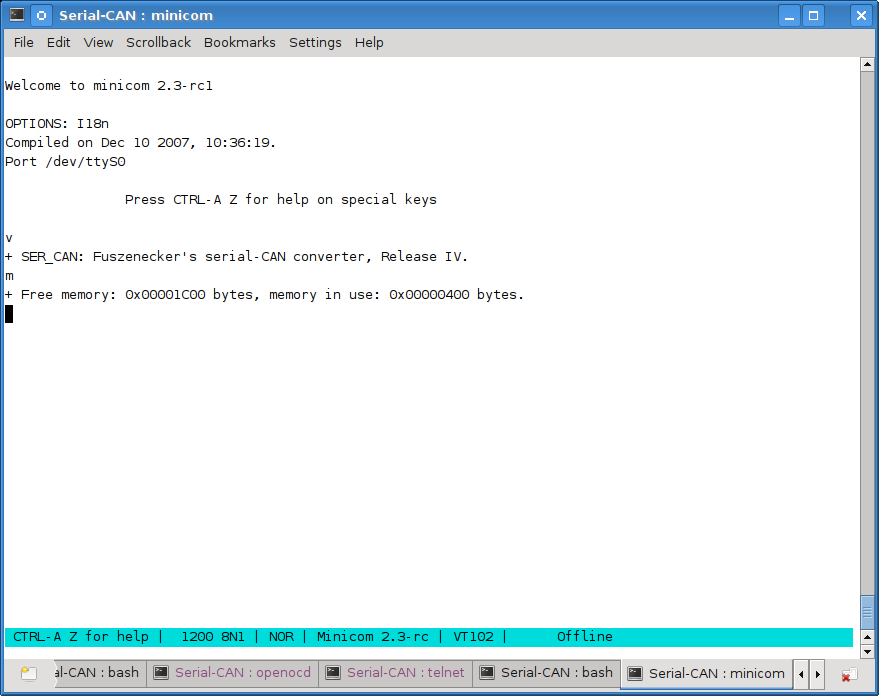 Serial-CAN : minicom
File Edit View Scrollback Bookmarks Settings Help
Welcome to minicom 2.3-rc1
OPTIONS: I18n
Compiled on Dec 10 2007, 10:36:19.
Port /dev/ttyS0
Press CTRL-A Z for help on special keys
v
+ SER_CAN: Fuszenecker's serial-CAN converter, Release IV.
m
+ Free memory: 0x00001C00 bytes, memory in use: 0x00000400 bytes.
CTRL-A Z for help | 1200 8N1 | NOR | Minicom 2.3-rc | VT102 | Offline
al-CAN : bash Serial-CAN : openocd Serial-CAN : telnet Serial-CAN : bash Serial-CAN : minicom